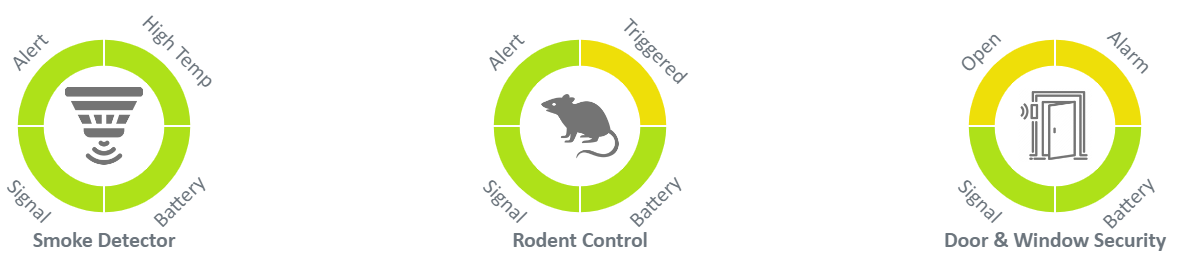 Alert
High Temp
Signal
Battery
Smoke Detector
Alert
Triggered
Signal
Battery
Rodent Control
Open
Alarm
Signal
Battery
Door & Window Security